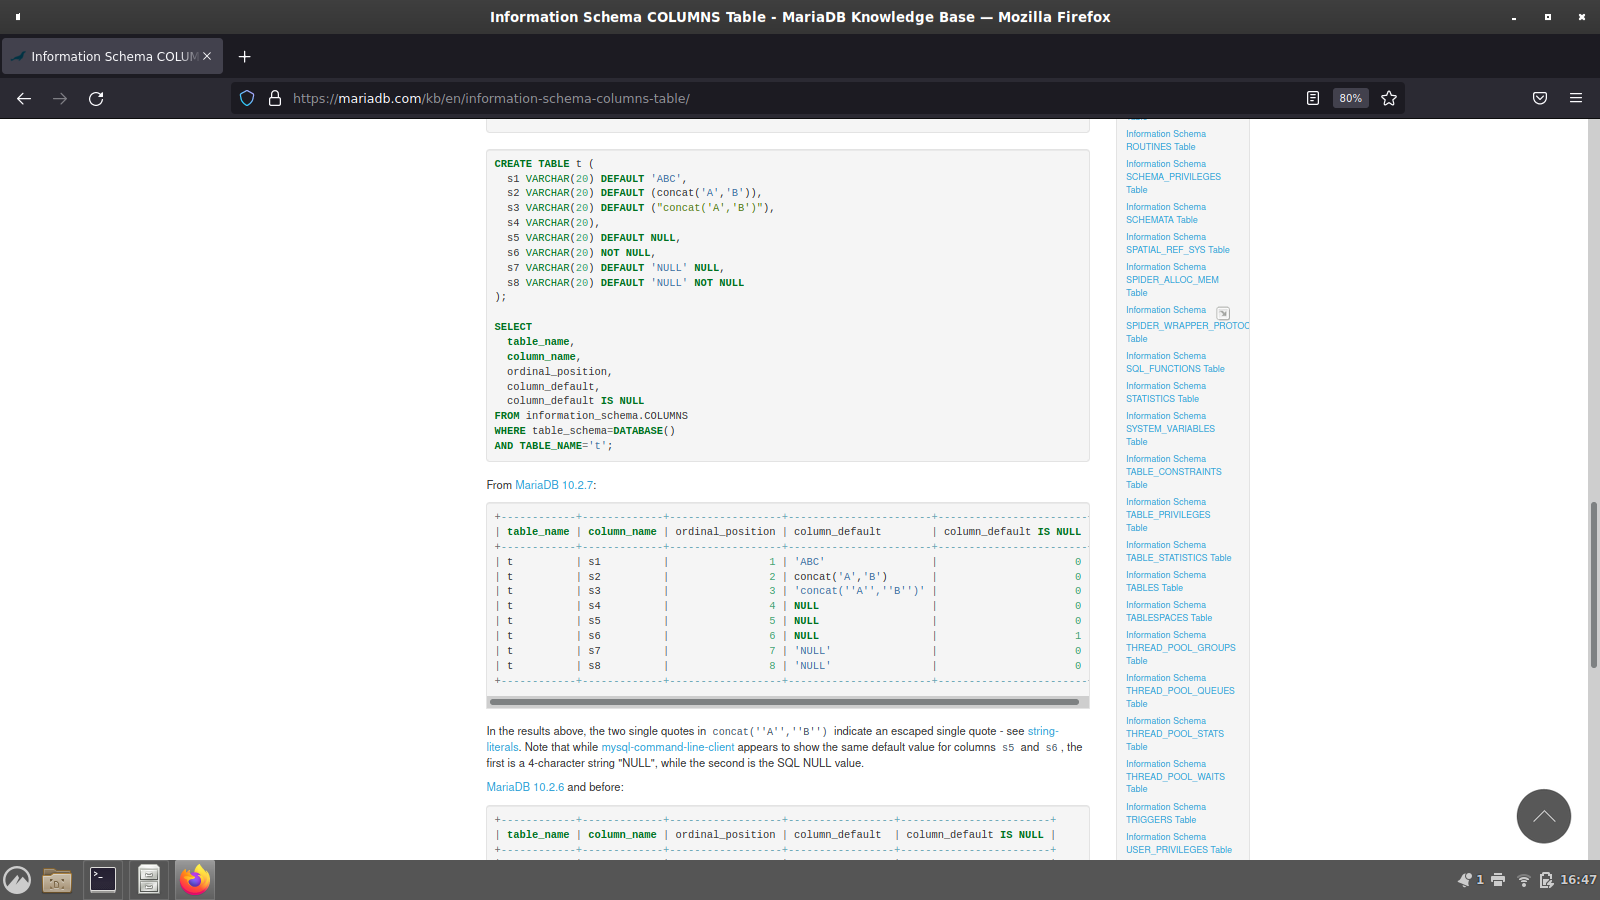 Information Schema COLUMNS Table - MariaDB Knowledge Base — Mozilla Firefox
Information Schema COLUM
https://mariadb.com/kb/en/information-schema-columns-table/
80%
CREATE TABLE t (
  s1 VARCHAR(20) DEFAULT 'ABC',
  s2 VARCHAR(20) DEFAULT (concat('A','B')),
  s3 VARCHAR(20) DEFAULT ("concat('A','B')"),
  s4 VARCHAR(20),
  s5 VARCHAR(20) DEFAULT NULL,
  s6 VARCHAR(20) NOT NULL,
  s7 VARCHAR(20) DEFAULT 'NULL' NULL,
  s8 VARCHAR(20) DEFAULT 'NULL' NOT NULL
);
SELECT
  table_name,
  column_name,
  ordinal_position,
  column_default,
  column_default IS NULL
FROM information_schema.COLUMNS
WHERE table_schema=DATABASE()
AND TABLE_NAME='t';
From MariaDB 10.2.7:
+------------+-------------+------------------+-----------------------+------------------------
| table_name | column_name | ordinal_position | column_default        | column_default IS NULL
+------------+-------------+------------------+-----------------------+------------------------
| t          | s1          |                1 | 'ABC'                 |                      0
| t          | s2          |                2 | concat('A','B')       |                      0
| t          | s3          |                3 | 'concat(''A'',''B'')' |                      0
| t          | s4          |                4 | NULL                  |                      0
| t          | s5          |                5 | NULL                  |                      0
| t          | s6          |                6 | NULL                  |                      1
| t          | s7          |                7 | 'NULL'                |                      0
| t          | s8          |                8 | 'NULL'                |                      0
+------------+-------------+------------------+-----------------------+------------------------
In the results above, the two single quotes in concat(''A'',''B'') indicate an escaped single quote - see string-
literals. Note that while mysql-command-line-client appears to show the same default value for columns s5 and s6 , the
first is a 4-character string "NULL", while the second is the SQL NULL value.
MariaDB 10.2.6 and before:
+------------+-------------+------------------+-----------------+------------------------+
| table_name | column_name | ordinal_position | column_default  | column_default IS NULL |
+------------+-------------+------------------+-----------------+------------------------+
Information Schema
ROUTINES Table
Information Schema
SCHEMA_PRIVILEGES
Table
Information Schema
SCHEMATA Table
Information Schema
SPATIAL_REF_SYS Table
Information Schema
SPIDER_ALLOC_MEM
Table
Information Schema
SPIDER_WRAPPER_PROTOC
Table
Information Schema
SQL_FUNCTIONS Table
Information Schema
STATISTICS Table
Information Schema
SYSTEM_VARIABLES
Table
Information Schema
TABLE_CONSTRAINTS
Table
Information Schema
TABLE_PRIVILEGES
Table
Information Schema
TABLE_STATISTICS Table
Information Schema
TABLES Table
Information Schema
TABLESPACES Table
Information Schema
THREAD_POOL_GROUPS
Table
Information Schema
THREAD_POOL_QUEUES
Table
Information Schema
THREAD_POOL_STATS
Table
Information Schema
THREAD_POOL_WAITS
Table
Information Schema
TRIGGERS Table
Information Schema
USER_PRIVILEGES Table
1
16:47